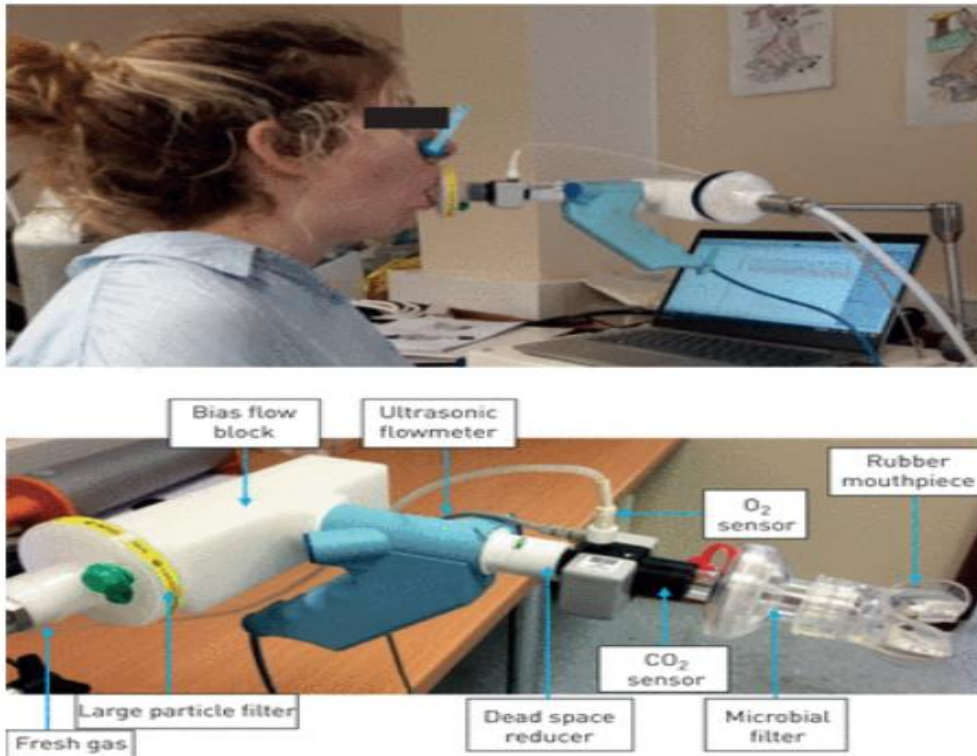 Bias flow
block
Ultrasonic
flowmeter
Rubber
mouthpiece
O₂
sensor
CO₂
sensor
Large particle filter
Dead space
reducer
Microbial
filter
Fresh gas